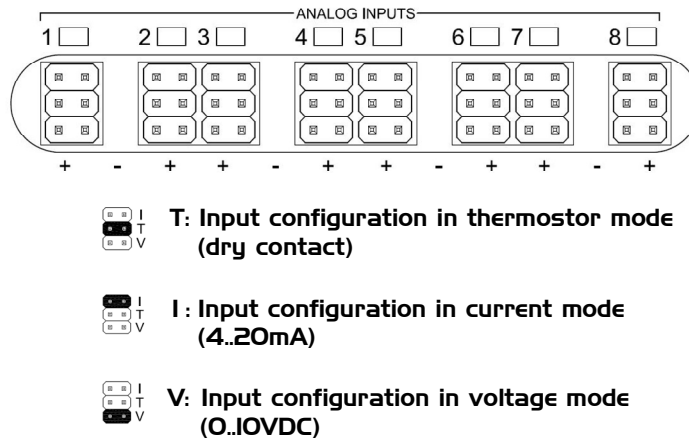 ANALOG INPUTS
1 2 3 4 5 6 7 8
+ - + + - + + - + + - +
I
T
V
T: Input configuration in thermostor mode
(dry contact)
I
T
V
I : Input configuration in current mode
(4..20mA)
I
T
V
V: Input configuration in voltage mode
(0..10VDC)